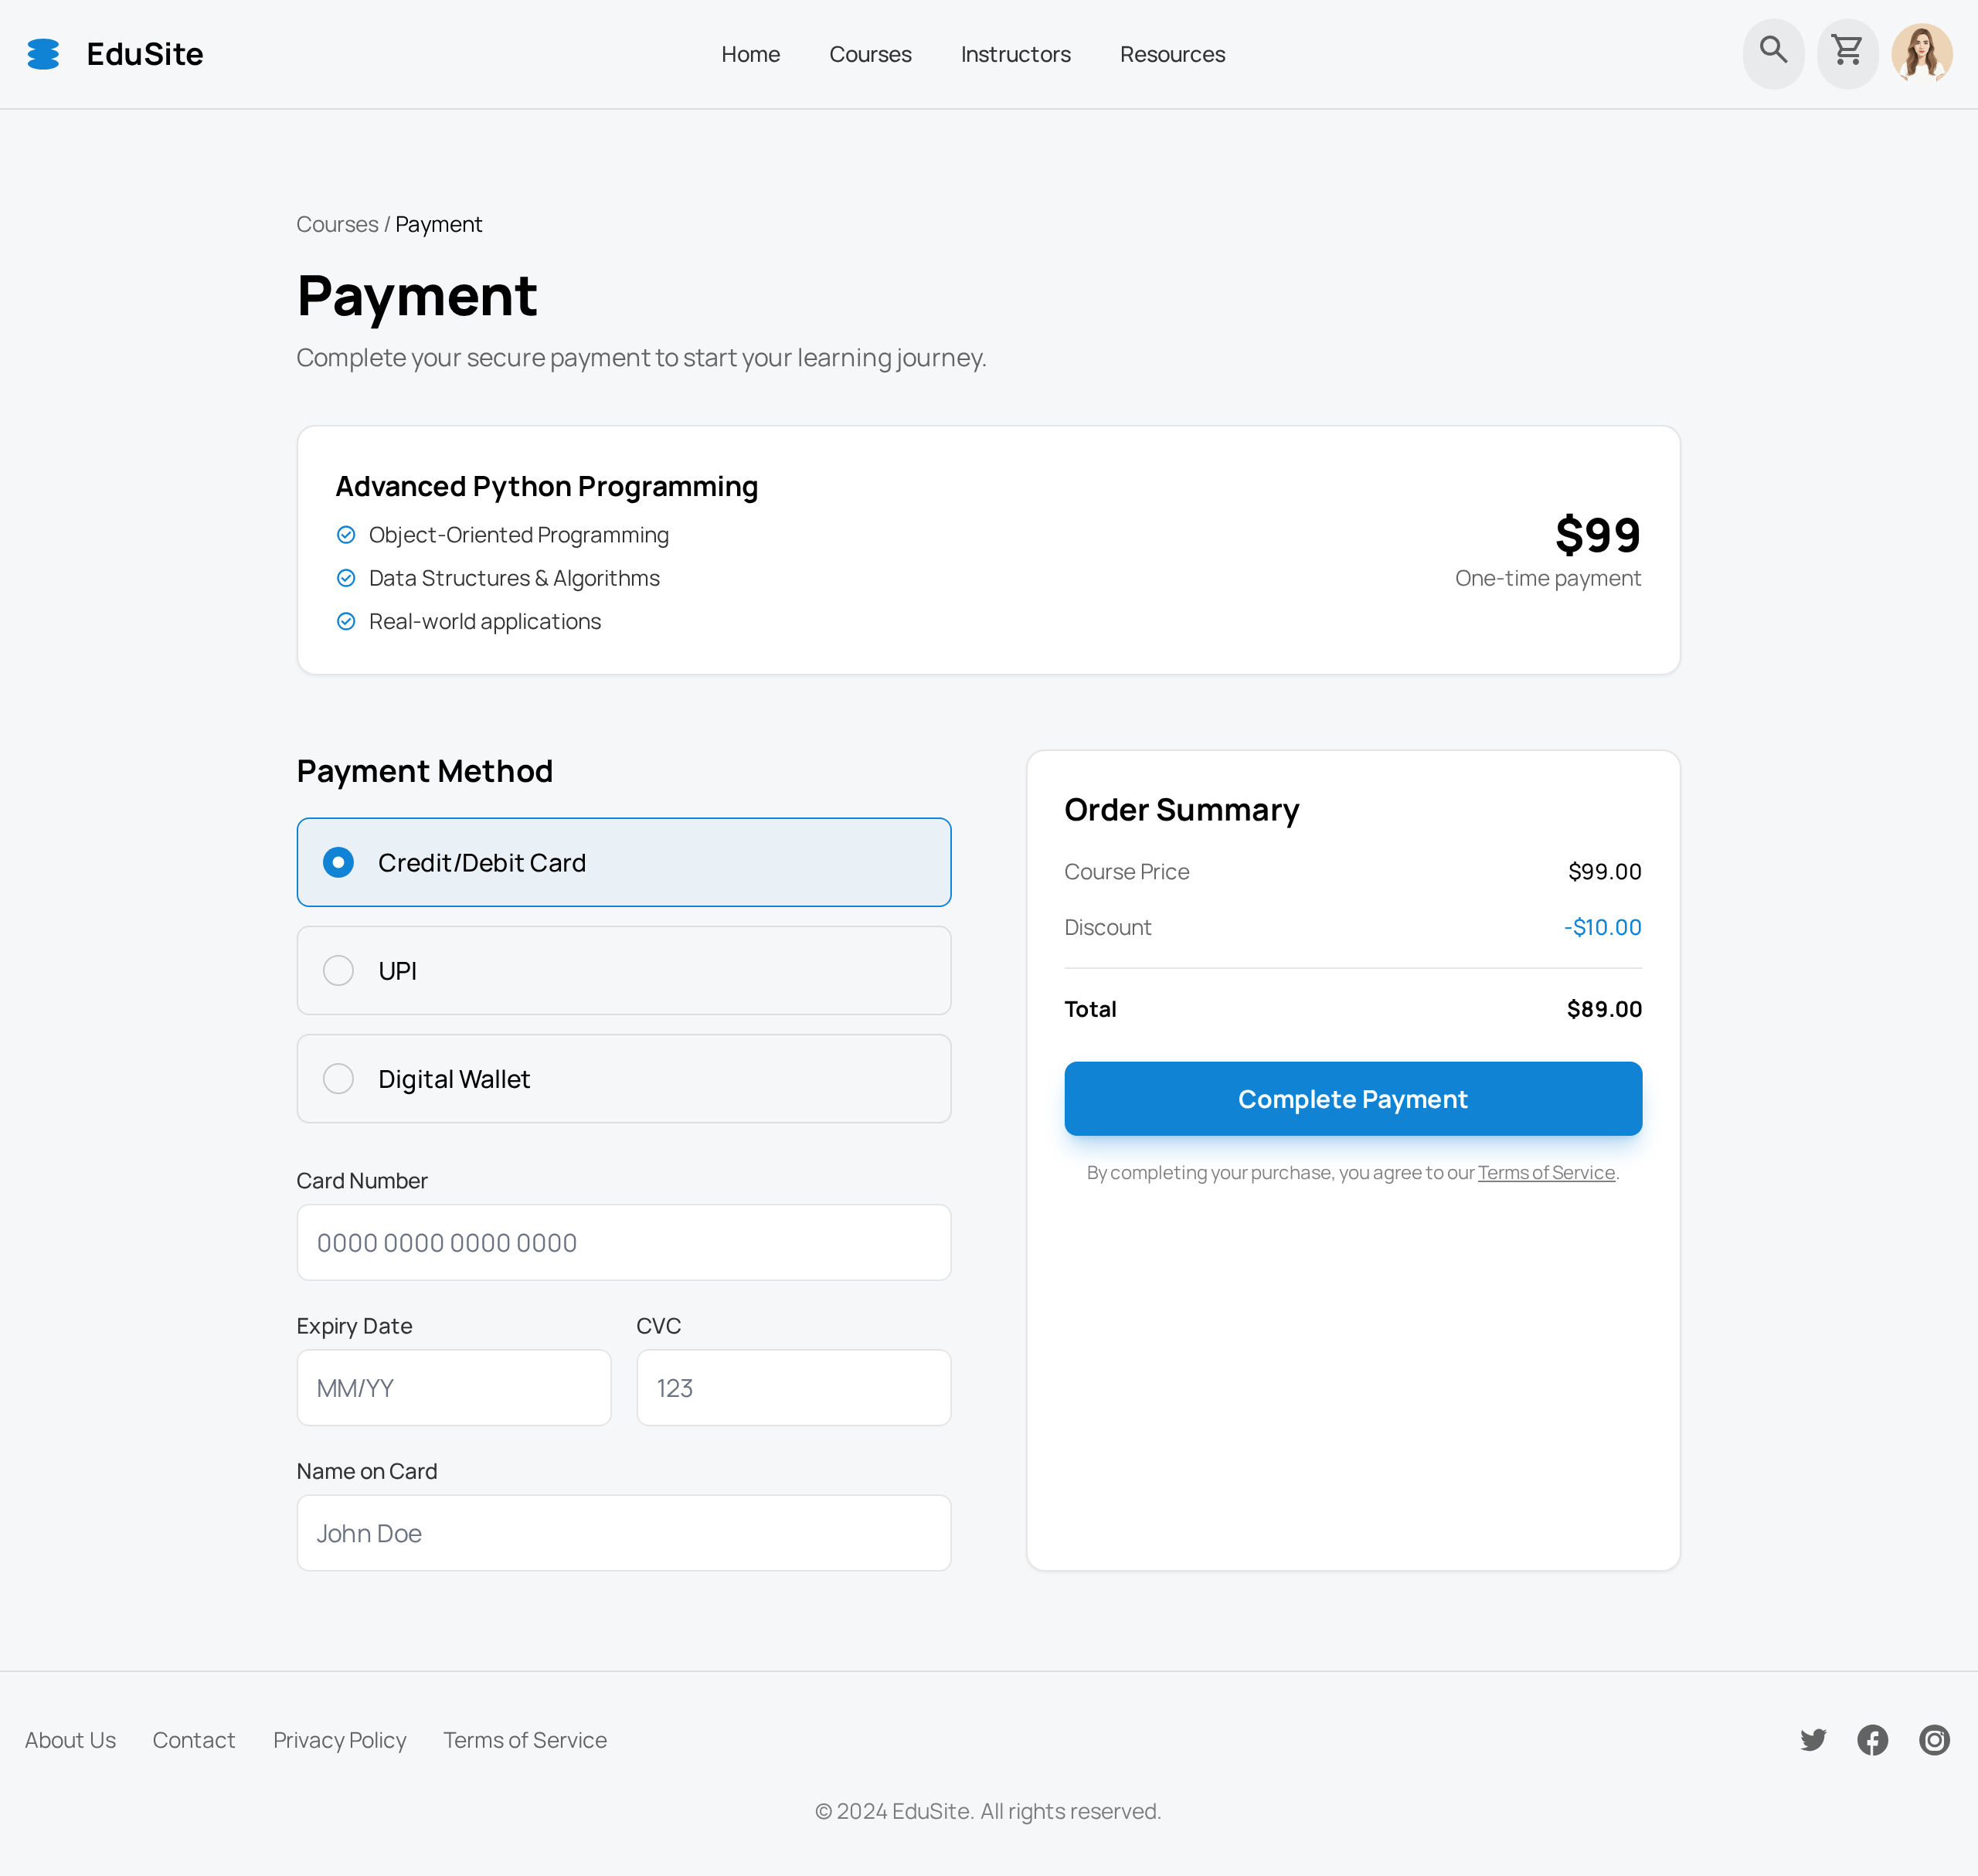 EduSite
Home
Courses
Instructors
Resources
Courses / Payment
Payment
Complete your secure payment to start your learning journey.
Advanced Python Programming
Object-Oriented Programming
Data Structures & Algorithms
Real-world applications
$99
One-time payment
Payment Method
Credit/Debit Card
UPI
Digital Wallet
Card Number
0000 0000 0000 0000
Expiry Date
CVC
MM/YY
123
Name on Card
John Doe
Order Summary
Course Price
$99.00
Discount
-$10.00
Total
$89.00
Complete Payment
By completing your purchase, you agree to our Terms of Service.
About Us
Contact
Privacy Policy
Terms of Service
© 2024 EduSite. All rights reserved.